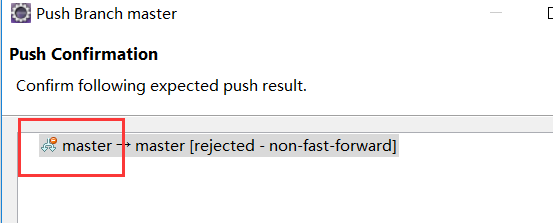 Push Branch master
Push Confirmation
Confirm following expected push result.
master → master [rejected - non-fast-forward]